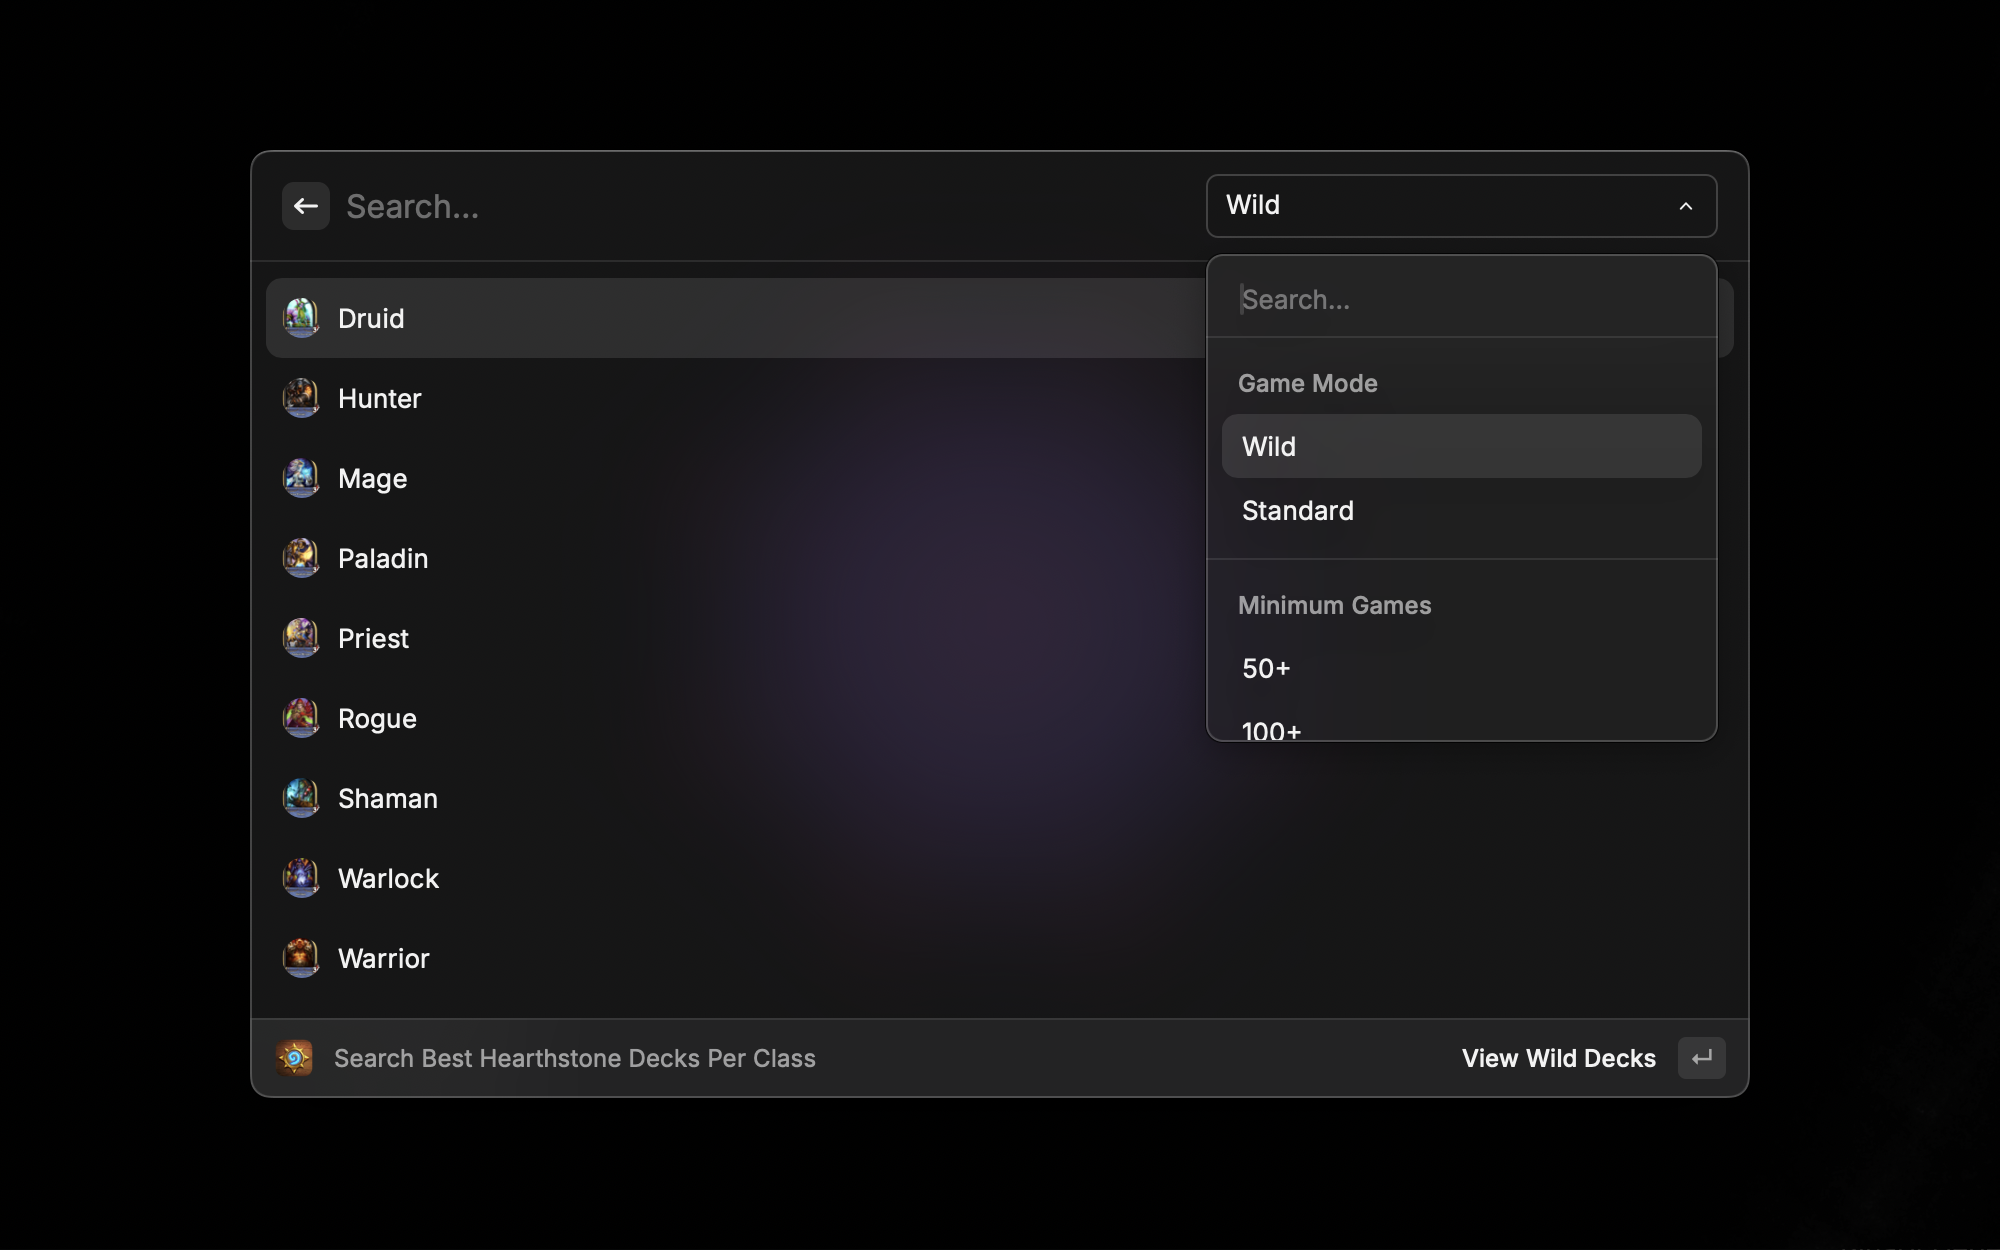 Search...
Wild
Search...
Game Mode
Wild
Standard
Minimum Games
50+
100+
Druid
Hunter
Mage
Paladin
Priest
Rogue
Shaman
Warlock
Warrior
Search Best Hearthstone Decks Per Class
View Wild Decks